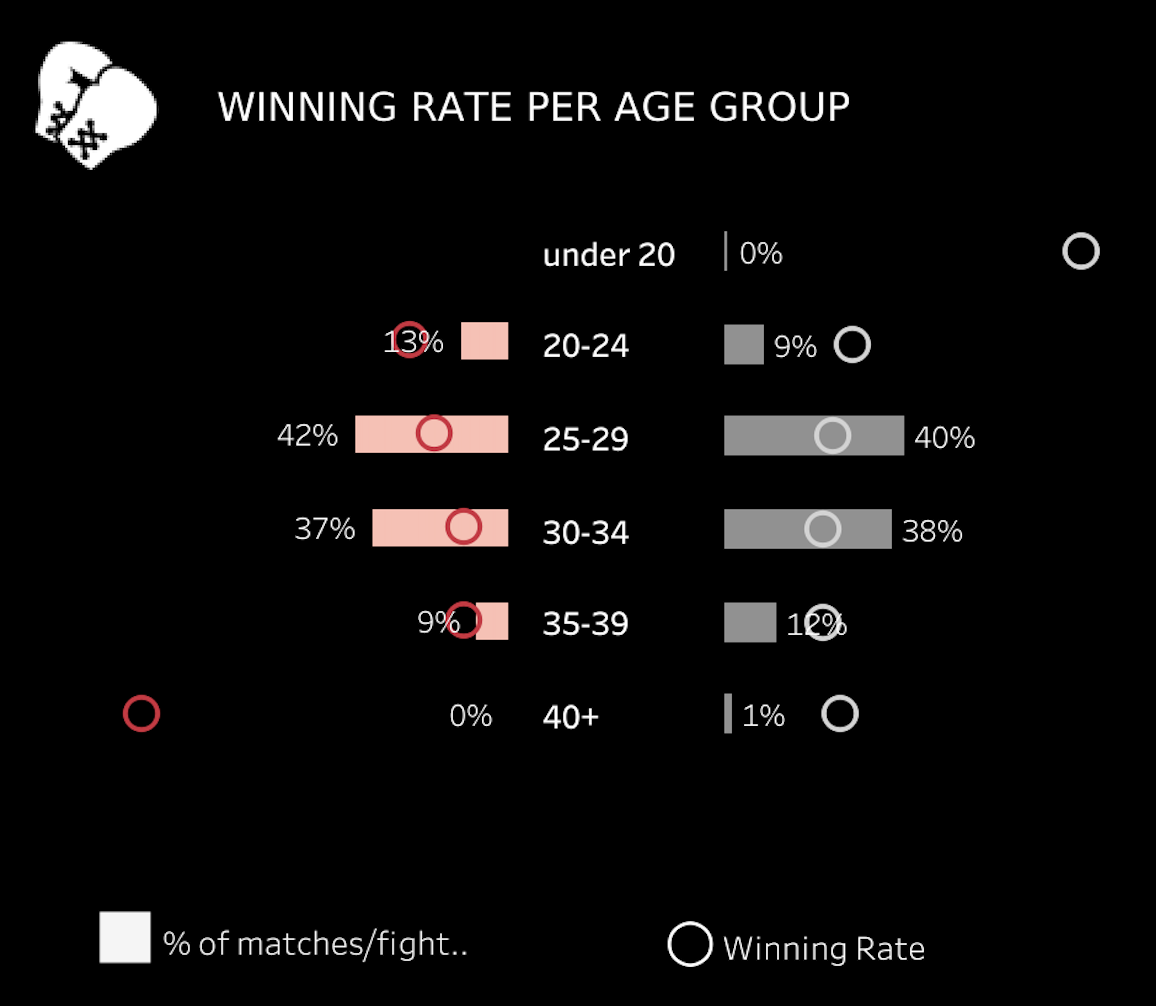 WINNING RATE PER AGE GROUP
under 20 0%
13% 20-24 9%
42% 25-29 40%
37% 30-34 38%
9% 35-39 12%
0% 40+ 1%
% of matches/fight.. Winning Rate